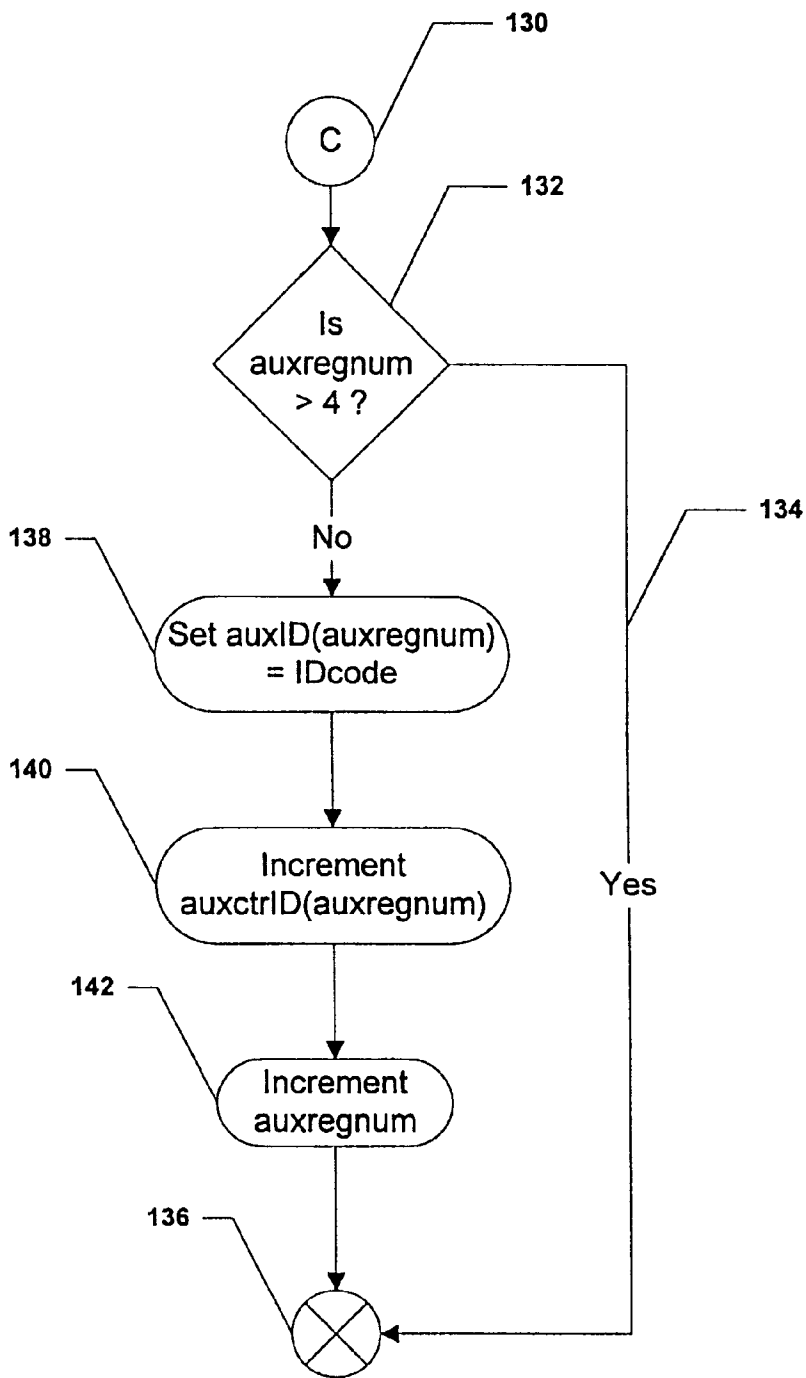 130
C
132
Is
auxregnum
> 4 ?
134
No
138
Set auxID(auxregnum)
= IDcode
140
Increment
auxctrID(auxregnum)
Yes
142
Increment
auxregnum
136